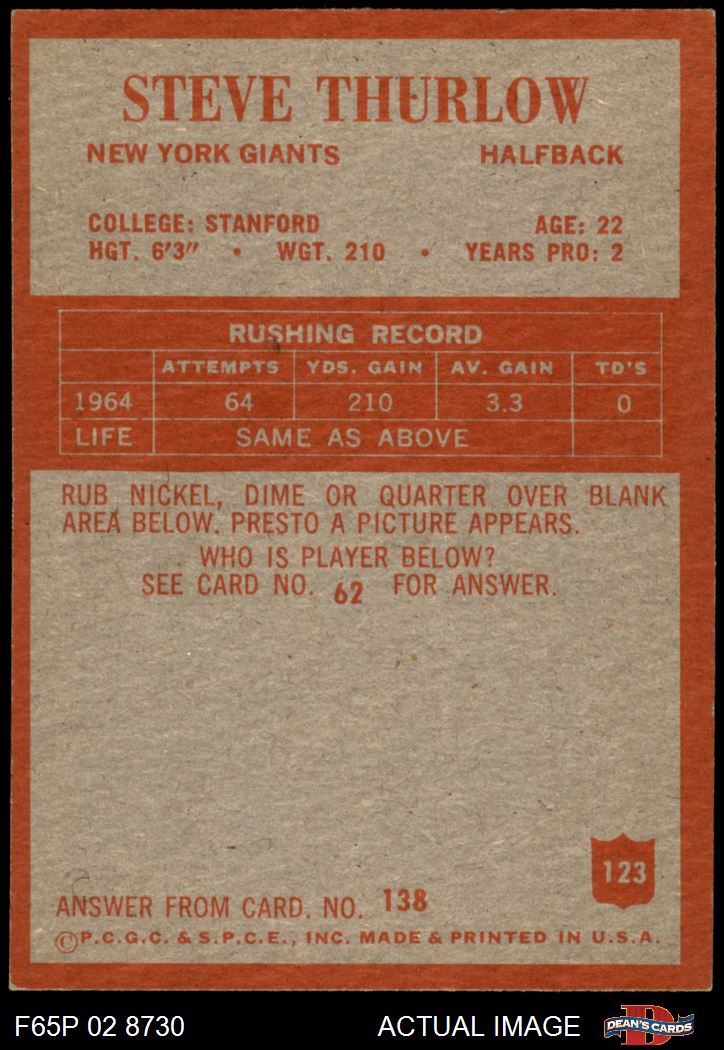 STEVE THURLOW
NEW YORK GIANTS HALFBACK
COLLEGE: STANFORD AGE: 22
HGT. 6'3" • WGT. 210 • YEARS PRO: 2
RUSHING RECORD
ATTEMPTS YDS. GAIN AV. GAIN TD'S
1964 64 210 3.3 0
LIFE SAME AS ABOVE
RUB NICKEL, DIME OR QUARTER OVER BLANK
AREA BELOW. PRESTO A PICTURE APPEARS.
WHO IS PLAYER BELOW?
SEE CARD NO. 62 FOR ANSWER.
123
ANSWER FROM CARD. NO. 138
©P.C.G.C. & S.P.C.E., INC. MADE & PRINTED IN U.S.A.
F65P 02 8730 ACTUAL IMAGE
D
DEAN'S CARDS